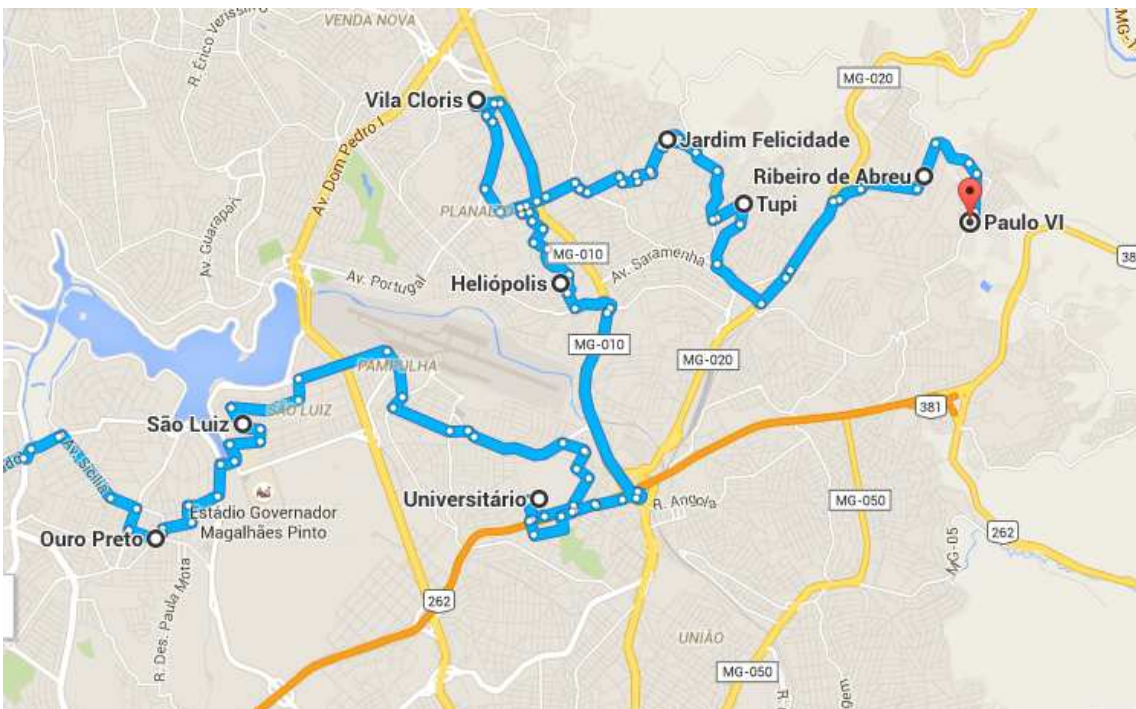 VENDA NOVA
R. Érico Veríssimo
MG-020
Vila Cloris
Av. Dom Pedro I
Jardim Felicidade
Ribeiro de Abreu
Tupi
PLANALTO
Paulo VI
Av. Guarapari
MG-010
Av. Saramenha
Av. Portugal
Heliópolis
MG-010
MG-020
PAMPULHA
381
SÃO LUIZ
São Luiz
Av. Sicília
Universitário
R. Angola
MG-050
Estádio Governador
Magalhães Pinto
Ouro Preto
262
MG-05
262
R. Des. Paula Mota
UNIÃO
MG-050